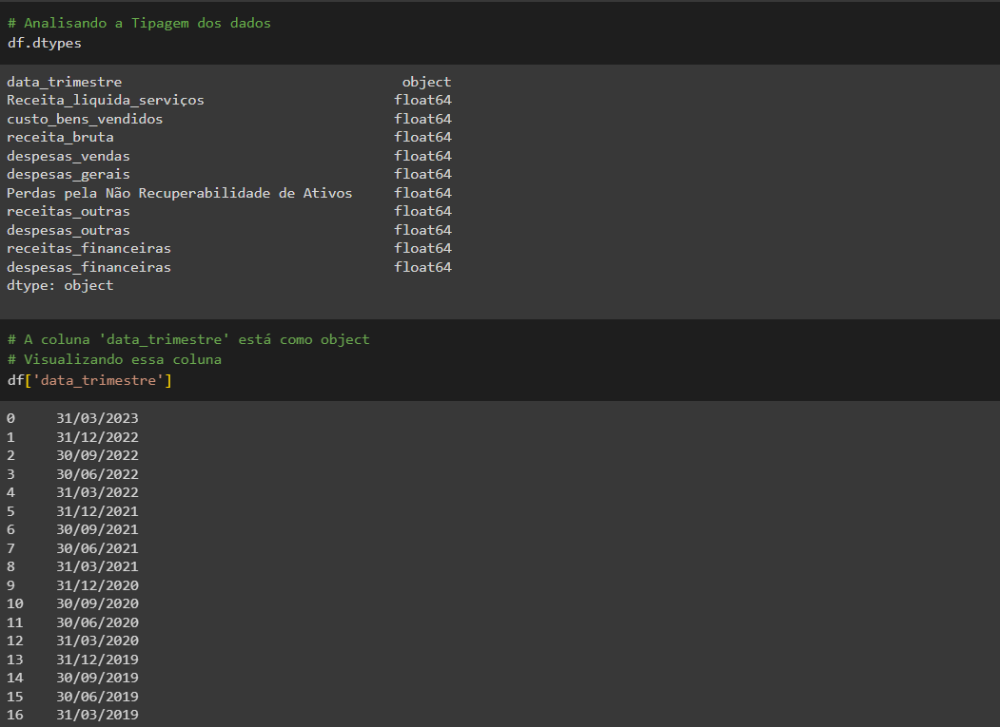 # Analisando a Tipagem dos dados
df.dtypes
data_trimestre object
Receita_liquida_serviços float64
custo_bens_vendidos float64
receita_bruta float64
despesas_vendas float64
despesas_gerais float64
Perdas pela Não Recuperabilidade de Ativos float64
receitas_outras float64
despesas_outras float64
receitas_financeiras float64
despesas_financeiras float64
dtype: object
# A coluna 'data_trimestre' está como object
# Visualizando essa coluna
df['data_trimestre']
0 31/03/2023
1 31/12/2022
2 30/09/2022
3 30/06/2022
4 31/03/2022
5 31/12/2021
6 30/09/2021
7 30/06/2021
8 31/03/2021
9 31/12/2020
10 30/09/2020
11 30/06/2020
12 31/03/2020
13 31/12/2019
14 30/09/2019
15 30/06/2019
16 31/03/2019